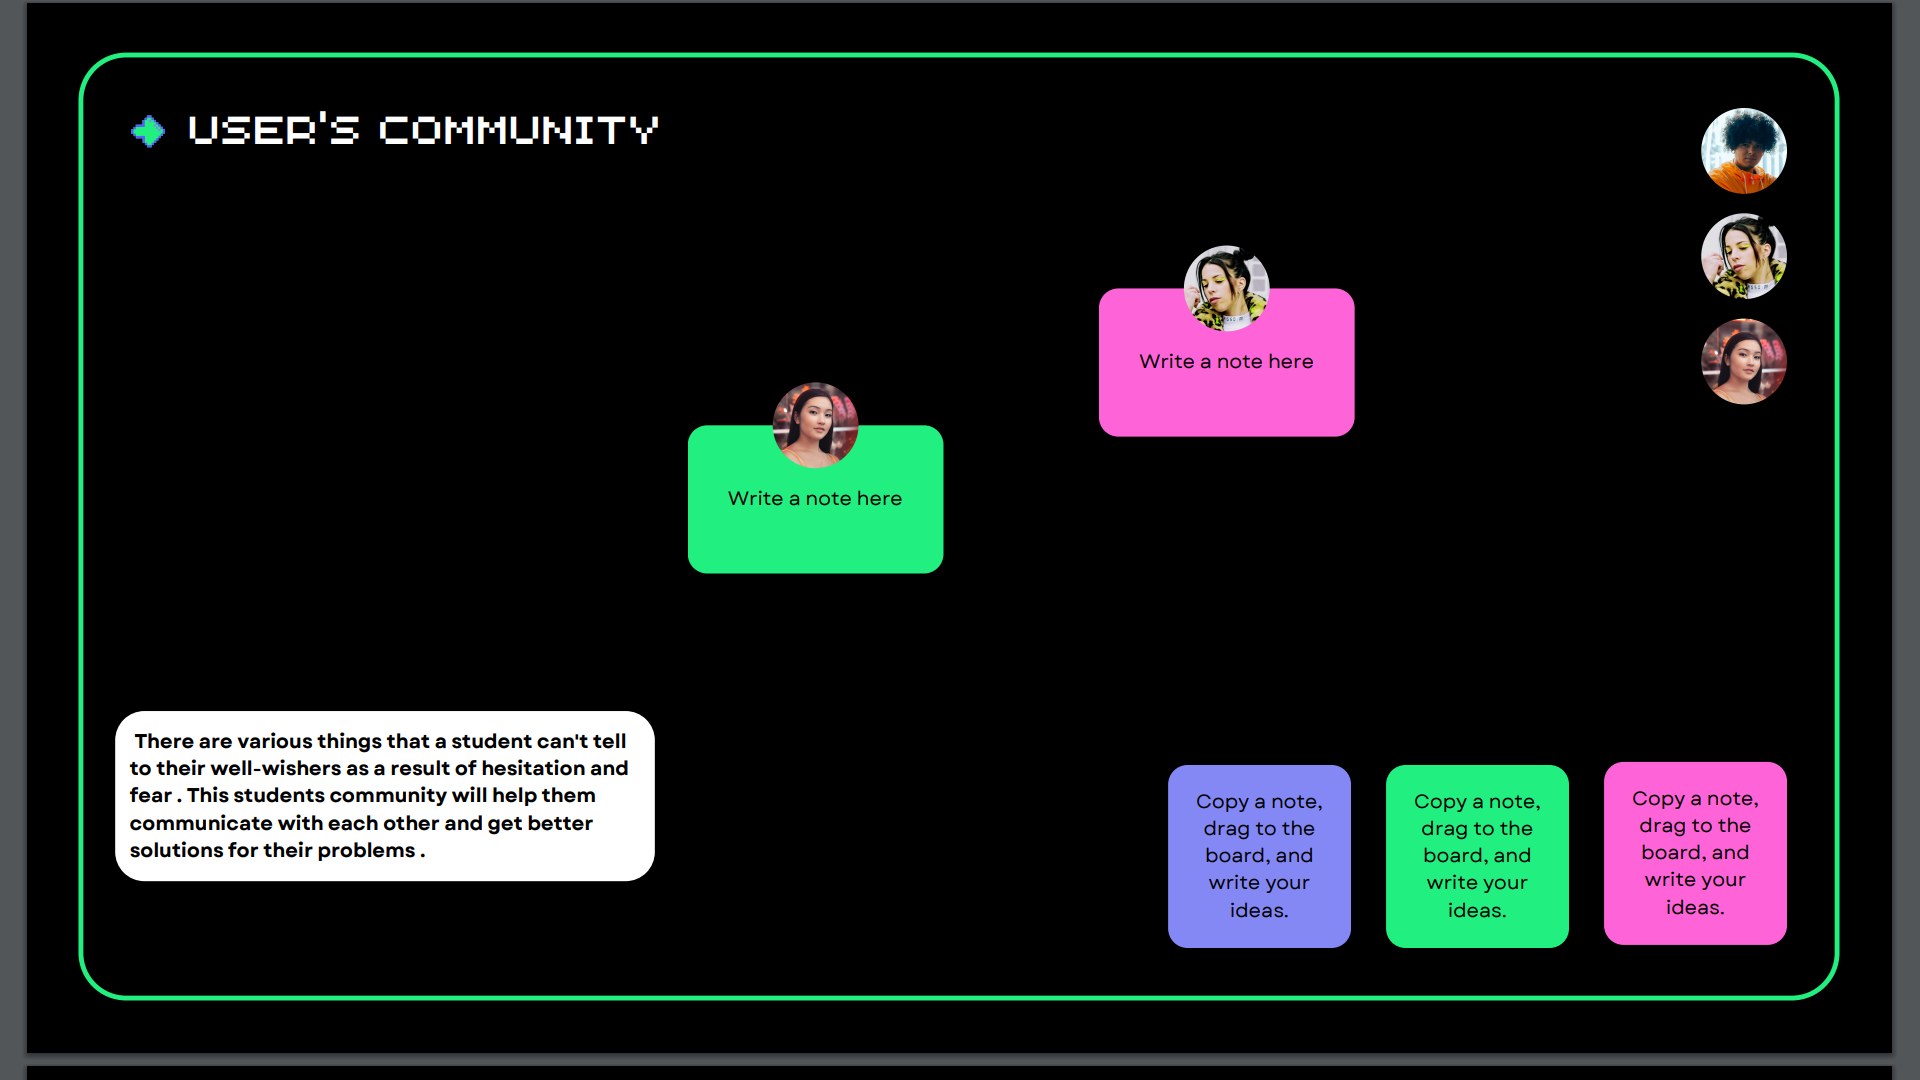 USER'S COMMUNITY
Write a note here
Write a note here
There are various things that a student can't tell
to their well-wishers as a result of hesitation and
fear . This students community will help them
communicate with each other and get better
solutions for their problems .
Copy a note,
drag to the
board, and
write your
ideas.
Copy a note,
drag to the
board, and
write your
ideas.
Copy a note,
drag to the
board, and
write your
ideas.